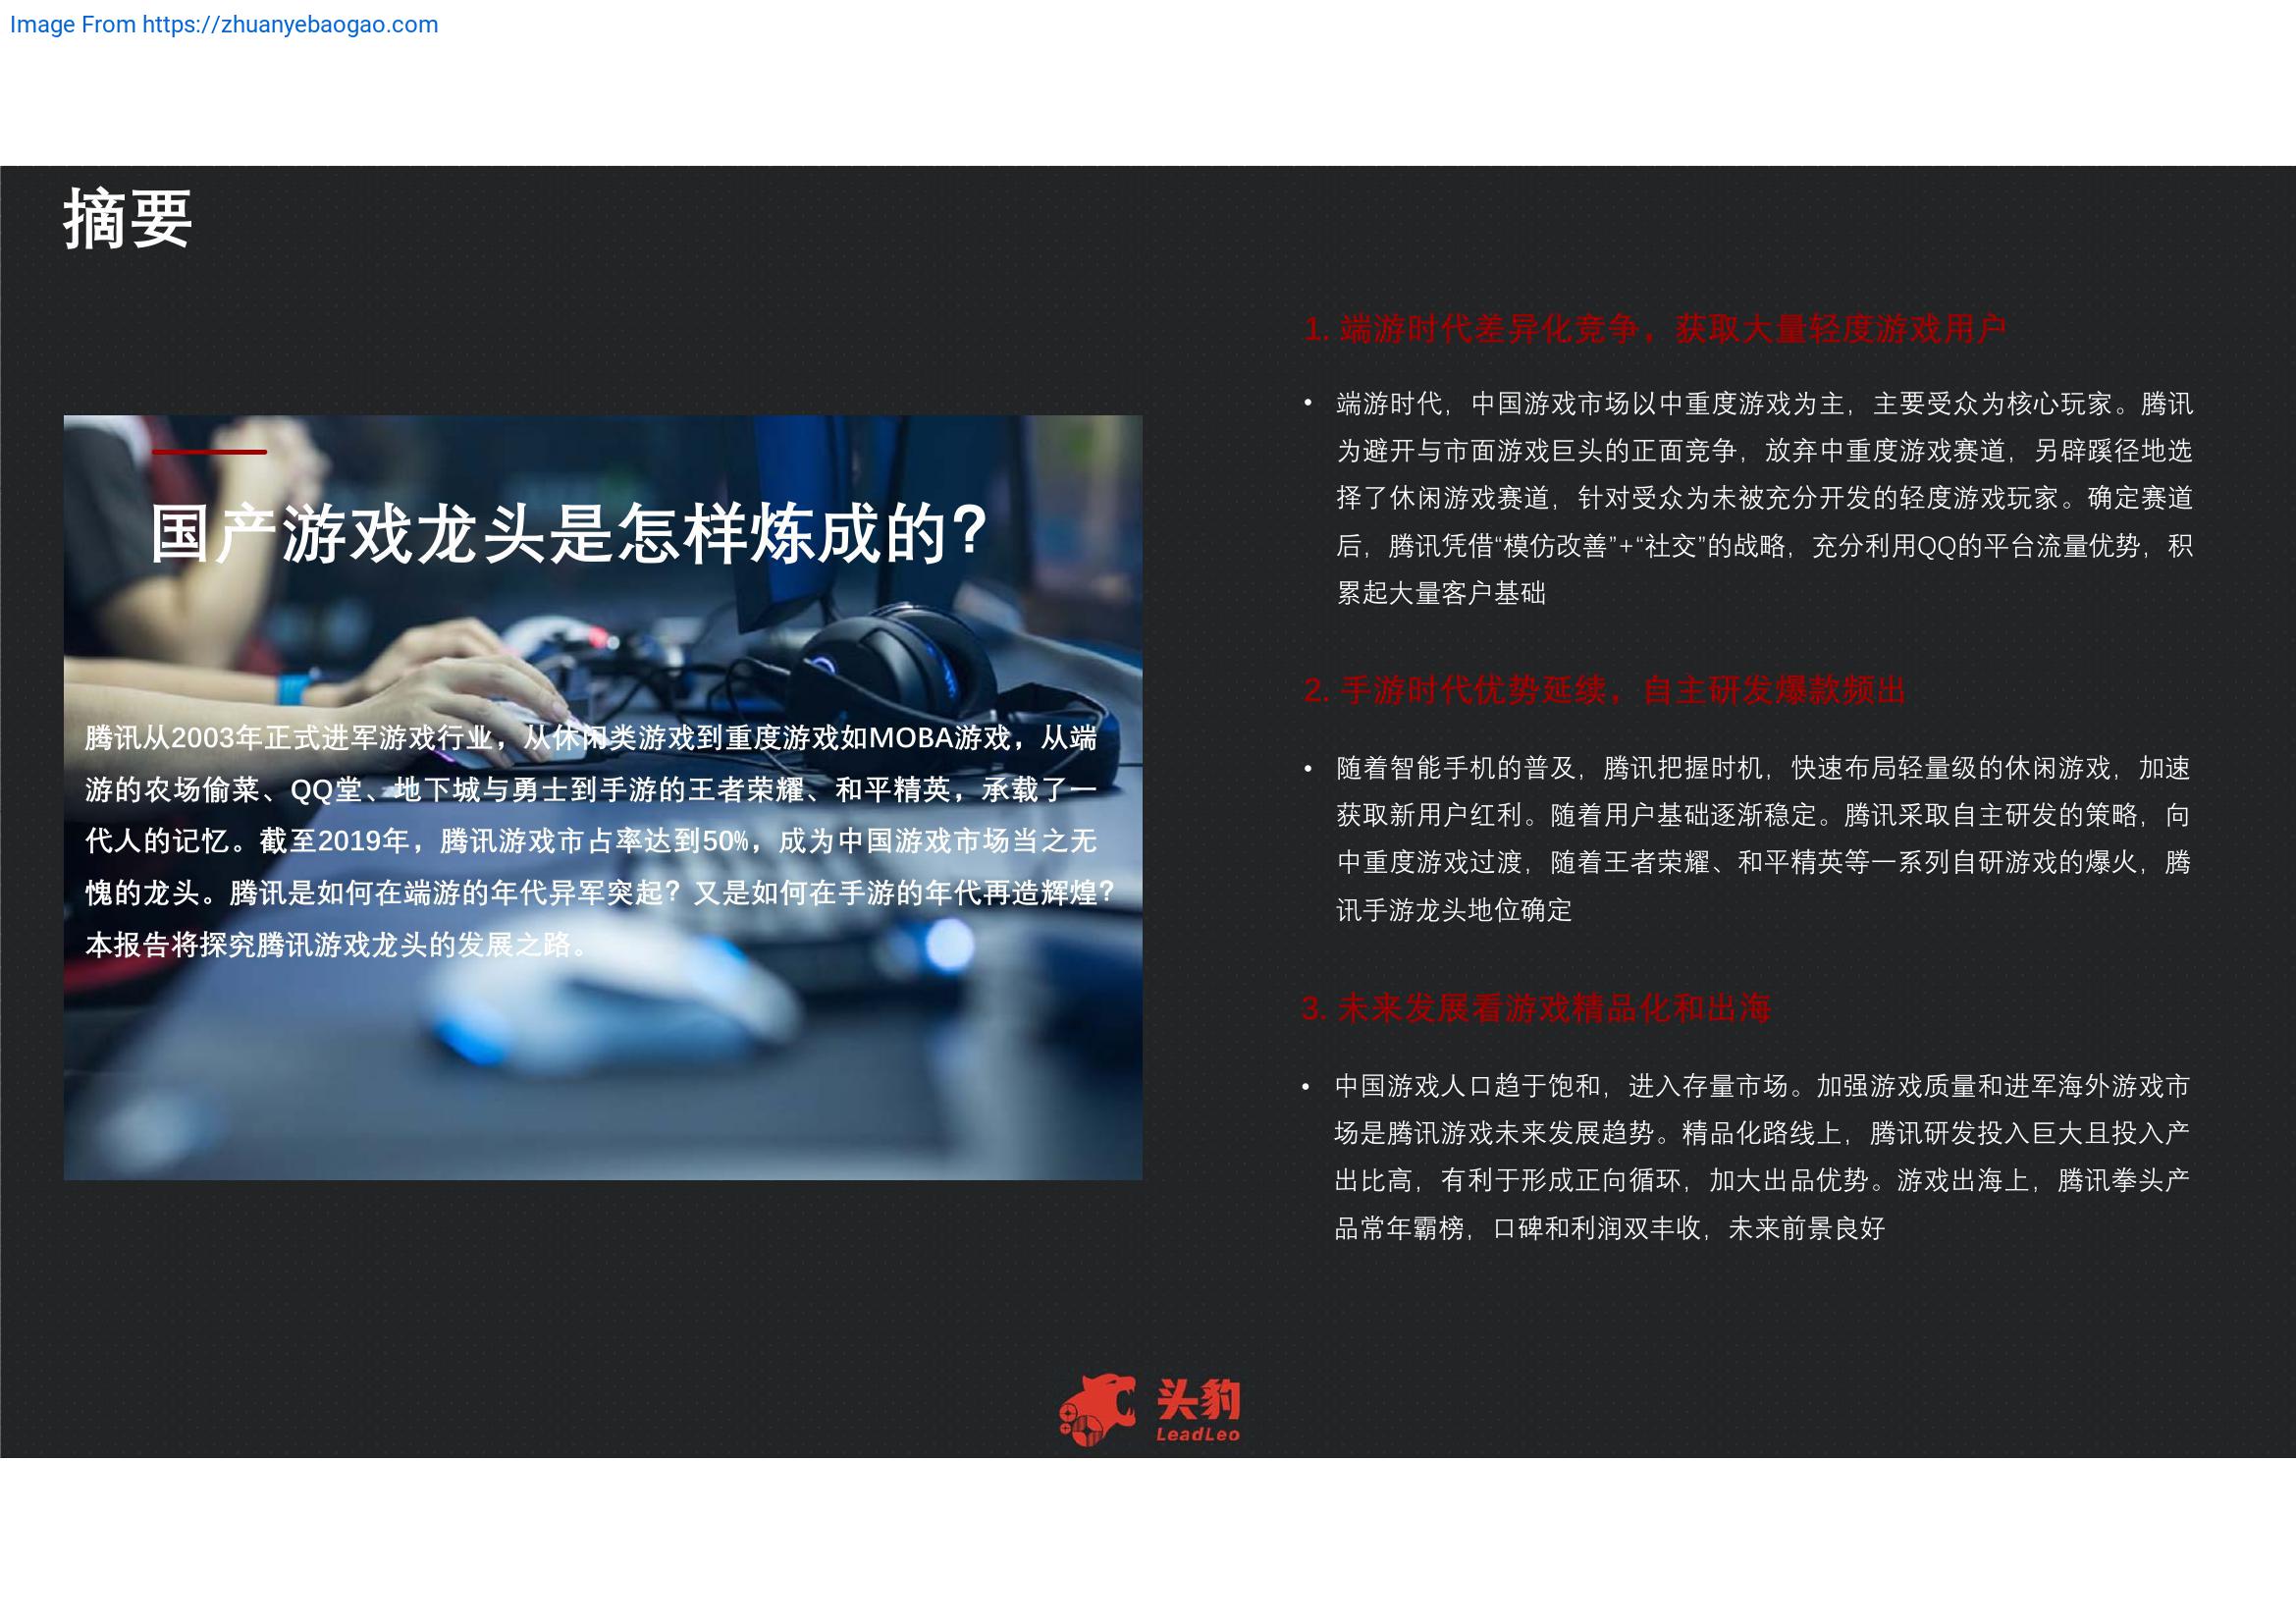 Image From https://zhuanyebaogao.com
摘要
国产游戏龙头是怎样炼成的？
腾讯从2003年正式进军游戏行业，从休闲类游戏到重度游戏如MOBA游戏，从端
游的农场偷菜、QQ堂、地下城与勇士到手游的王者荣耀、和平精英，承载了一
代人的记忆。截至2019年，腾讯游戏市占率达到50%，成为中国游戏市场当之无
愧的龙头。腾讯是如何在端游的年代异军突起？又是如何在手游的年代再造辉煌？
本报告将探究腾讯游戏龙头的发展之路。
1. 端游时代差异化竞争，获取大量轻度游戏用户
• 端游时代，中国游戏市场以中重度游戏为主，主要受众为核心玩家。腾讯
为避开与市面游戏巨头的正面竞争，放弃中重度游戏赛道，另辟蹊径地选
择了休闲游戏赛道，针对受众为未被充分开发的轻度游戏玩家。确定赛道
后，腾讯凭借“模仿改善”+“社交”的战略，充分利用QQ的平台流量优势，积
累起大量客户基础
2. 手游时代优势延续，自主研发爆款频出
• 随着智能手机的普及，腾讯把握时机，快速布局轻量级的休闲游戏，加速
获取新用户红利。随着用户基础逐渐稳定。腾讯采取自主研发的策略，向
中重度游戏过渡，随着王者荣耀、和平精英等一系列自研游戏的爆火，腾
讯手游龙头地位确定
3. 未来发展看游戏精品化和出海
• 中国游戏人口趋于饱和，进入存量市场。加强游戏质量和进军海外游戏市
场是腾讯游戏未来发展趋势。精品化路线上，腾讯研发投入巨大且投入产
出比高，有利于形成正向循环，加大出品优势。游戏出海上，腾讯拳头产
品常年霸榜，口碑和利润双丰收，未来前景良好
头豹
LeadLeo